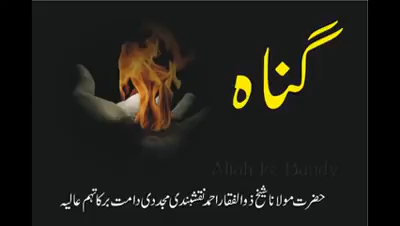 گناہ
Allah ke Bande
حضرت مولانا شیخ ذوالفقار احمد نقشبندی مجددی دامت برکاتہم عالیہ